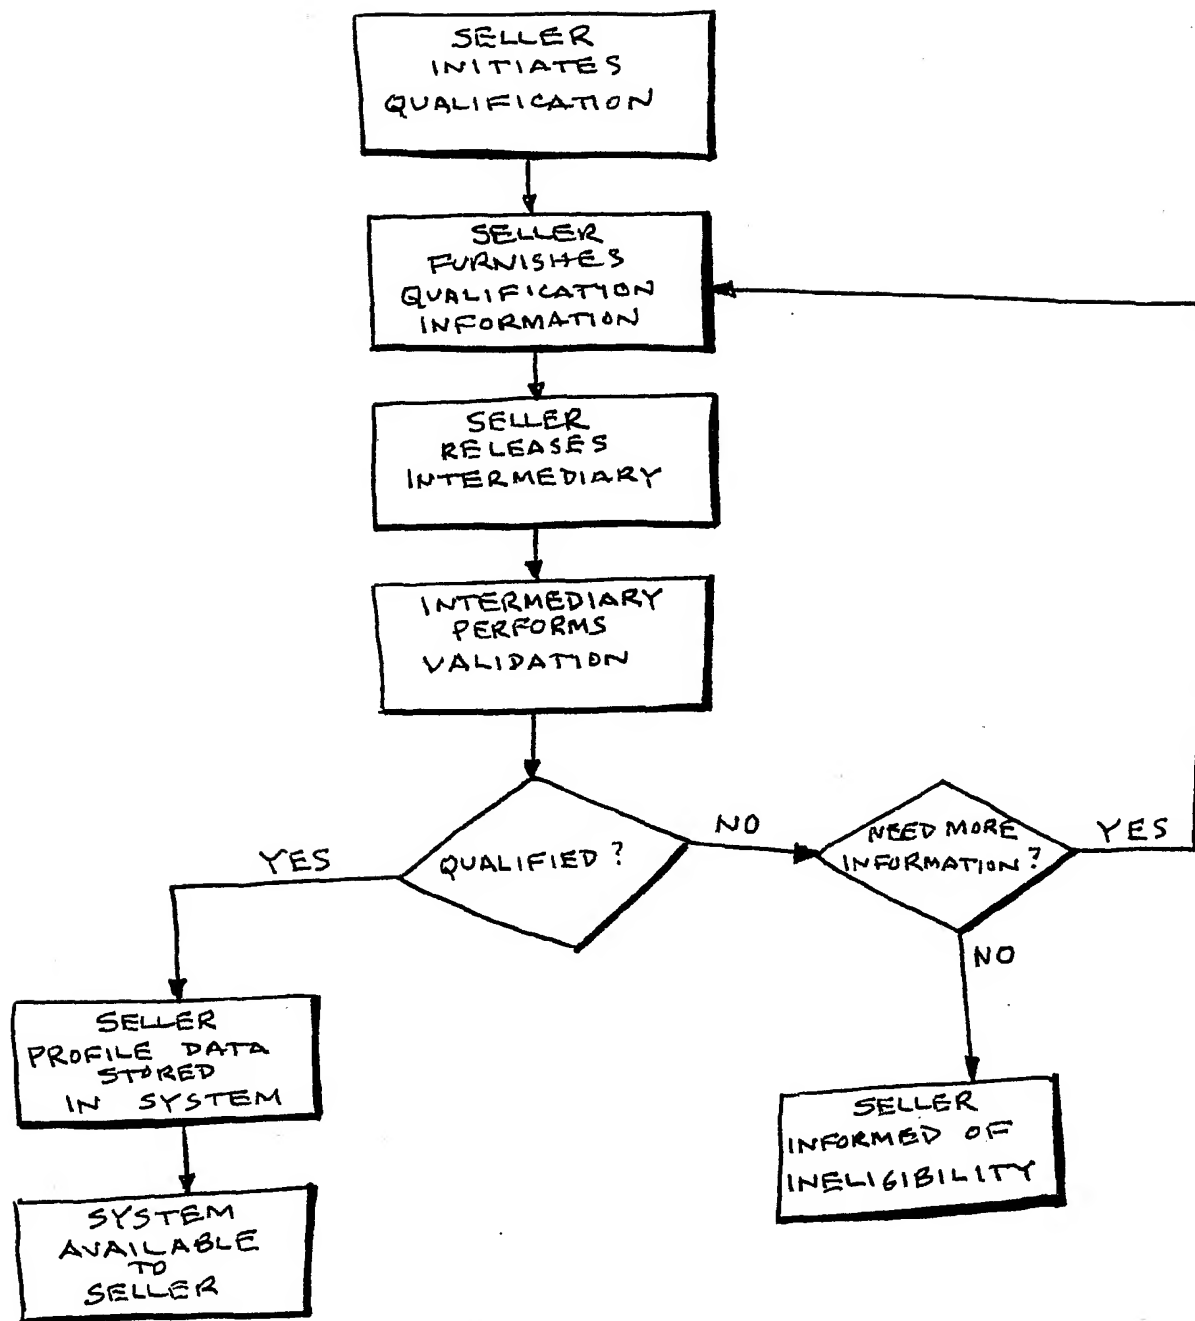 SELLER
INITIATES
QUALIFICATION
SELLER
FURNISHES
QUALIFICATION
INFORMATION
SELLER
RELEASES
INTERMEDIARY
INTERMEDIARY
PERFORMS
VALIDATION
QUALIFIED?
YES
NO
NEED MORE
INFORMATION?
YES
NO
SELLER
PROFILE DATA
STORED
IN SYSTEM
SYSTEM
AVAILABLE
TO
SELLER
SELLER
INFORMED OF
INELIGIBILITY